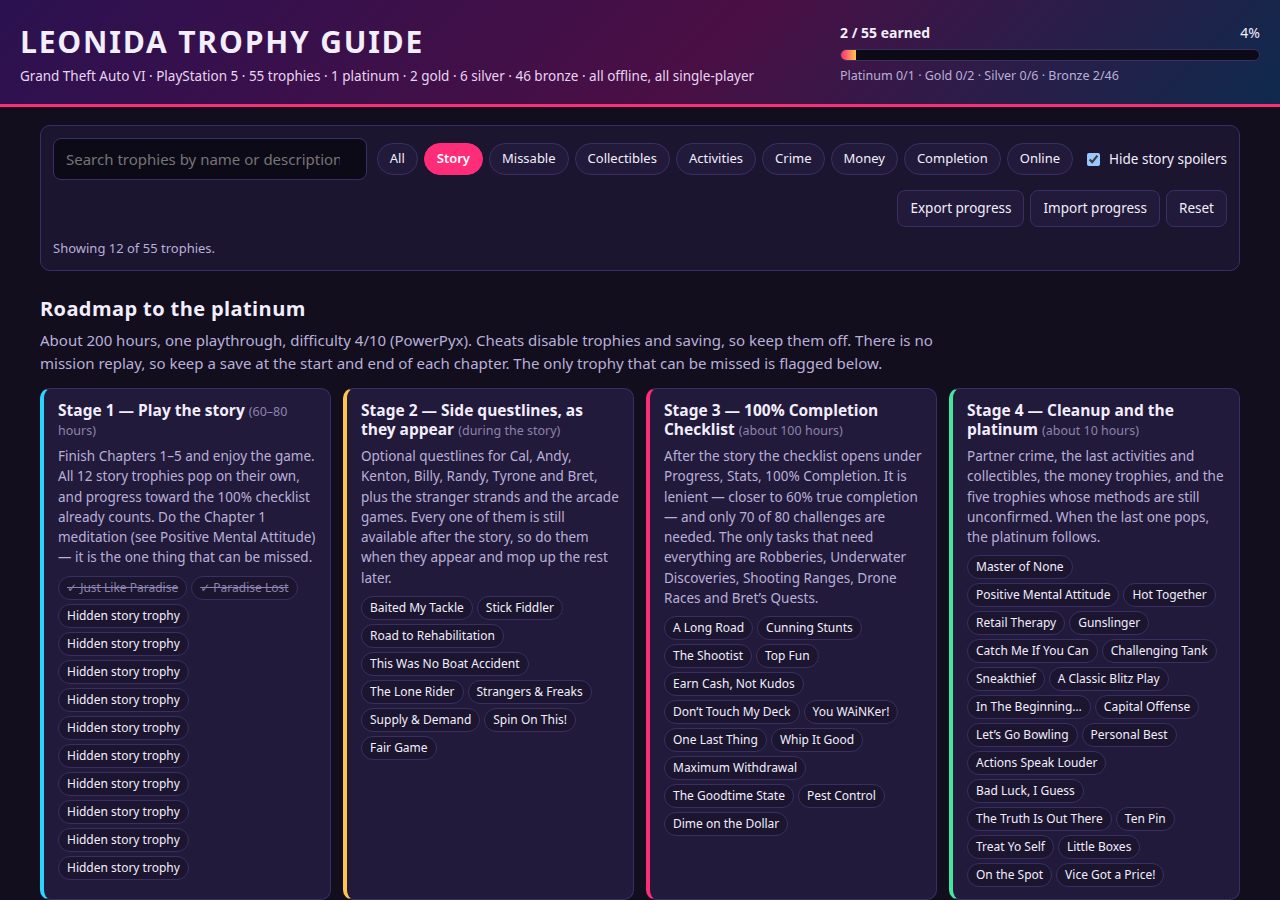 LEONIDA TROPHY GUIDE
Grand Theft Auto VI · PlayStation 5 · 55 trophies · 1 platinum · 2 gold · 6 silver · 46 bronze · all offline, all single-player
2 / 55 earned
4%
Platinum 0/1 · Gold 0/2 · Silver 0/6 · Bronze 2/46
Search trophies by name or description
All
Story
Missable
Collectibles
Activities
Crime
Money
Completion
Online
Hide story spoilers
Export progress
Import progress
Reset
Showing 12 of 55 trophies.
Roadmap to the platinum
About 200 hours, one playthrough, difficulty 4/10 (PowerPyx). Cheats disable trophies and saving, so keep them off. There is no
mission replay, so keep a save at the start and end of each chapter. The only trophy that can be missed is flagged below.
Stage 1 — Play the story (60–80
hours)
Finish Chapters 1–5 and enjoy the game.
All 12 story trophies pop on their own,
and progress toward the 100% checklist
already counts. Do the Chapter 1
meditation (see Positive Mental Attitude)
— it is the one thing that can be missed.
✓ Just Like Paradise
✓ Paradise Lost
Hidden story trophy
Hidden story trophy
Hidden story trophy
Hidden story trophy
Hidden story trophy
Hidden story trophy
Hidden story trophy
Hidden story trophy
Hidden story trophy
Hidden story trophy
Stage 2 — Side questlines, as
they appear (during the story)
Optional questlines for Cal, Andy,
Kenton, Billy, Randy, Tyrone and Bret,
plus the stranger strands and the arcade
games. Every one of them is still
available after the story, so do them
when they appear and mop up the rest
later.
Baited My Tackle
Stick Fiddler
Road to Rehabilitation
This Was No Boat Accident
The Lone Rider
Strangers & Freaks
Supply & Demand
Spin On This!
Fair Game
Stage 3 — 100% Completion
Checklist (about 100 hours)
After the story the checklist opens under
Progress, Stats, 100% Completion. It is
lenient — closer to 60% true completion
— and only 70 of 80 challenges are
needed. The only tasks that need
everything are Robberies, Underwater
Discoveries, Shooting Ranges, Drone
Races and Bret's Quests.
A Long Road
Cunning Stunts
The Shootist
Top Fun
Earn Cash, Not Kudos
Don't Touch My Deck
You WAiNKer!
One Last Thing
Whip It Good
Maximum Withdrawal
The Goodtime State
Pest Control
Dime on the Dollar
Stage 4 — Cleanup and the
platinum (about 10 hours)
Partner crime, the last activities and
collectibles, the money trophies, and the
five trophies whose methods are still
unconfirmed. When the last one pops,
the platinum follows.
Master of None
Positive Mental Attitude
Hot Together
Retail Therapy
Gunslinger
Catch Me If You Can
Challenging Tank
Sneakthief
A Classic Blitz Play
In The Beginning...
Capital Offense
Let's Go Bowling
Personal Best
Actions Speak Louder
Bad Luck, I Guess
The Truth Is Out There
Ten Pin
Treat Yo Self
Little Boxes
On the Spot
Vice Got a Price!